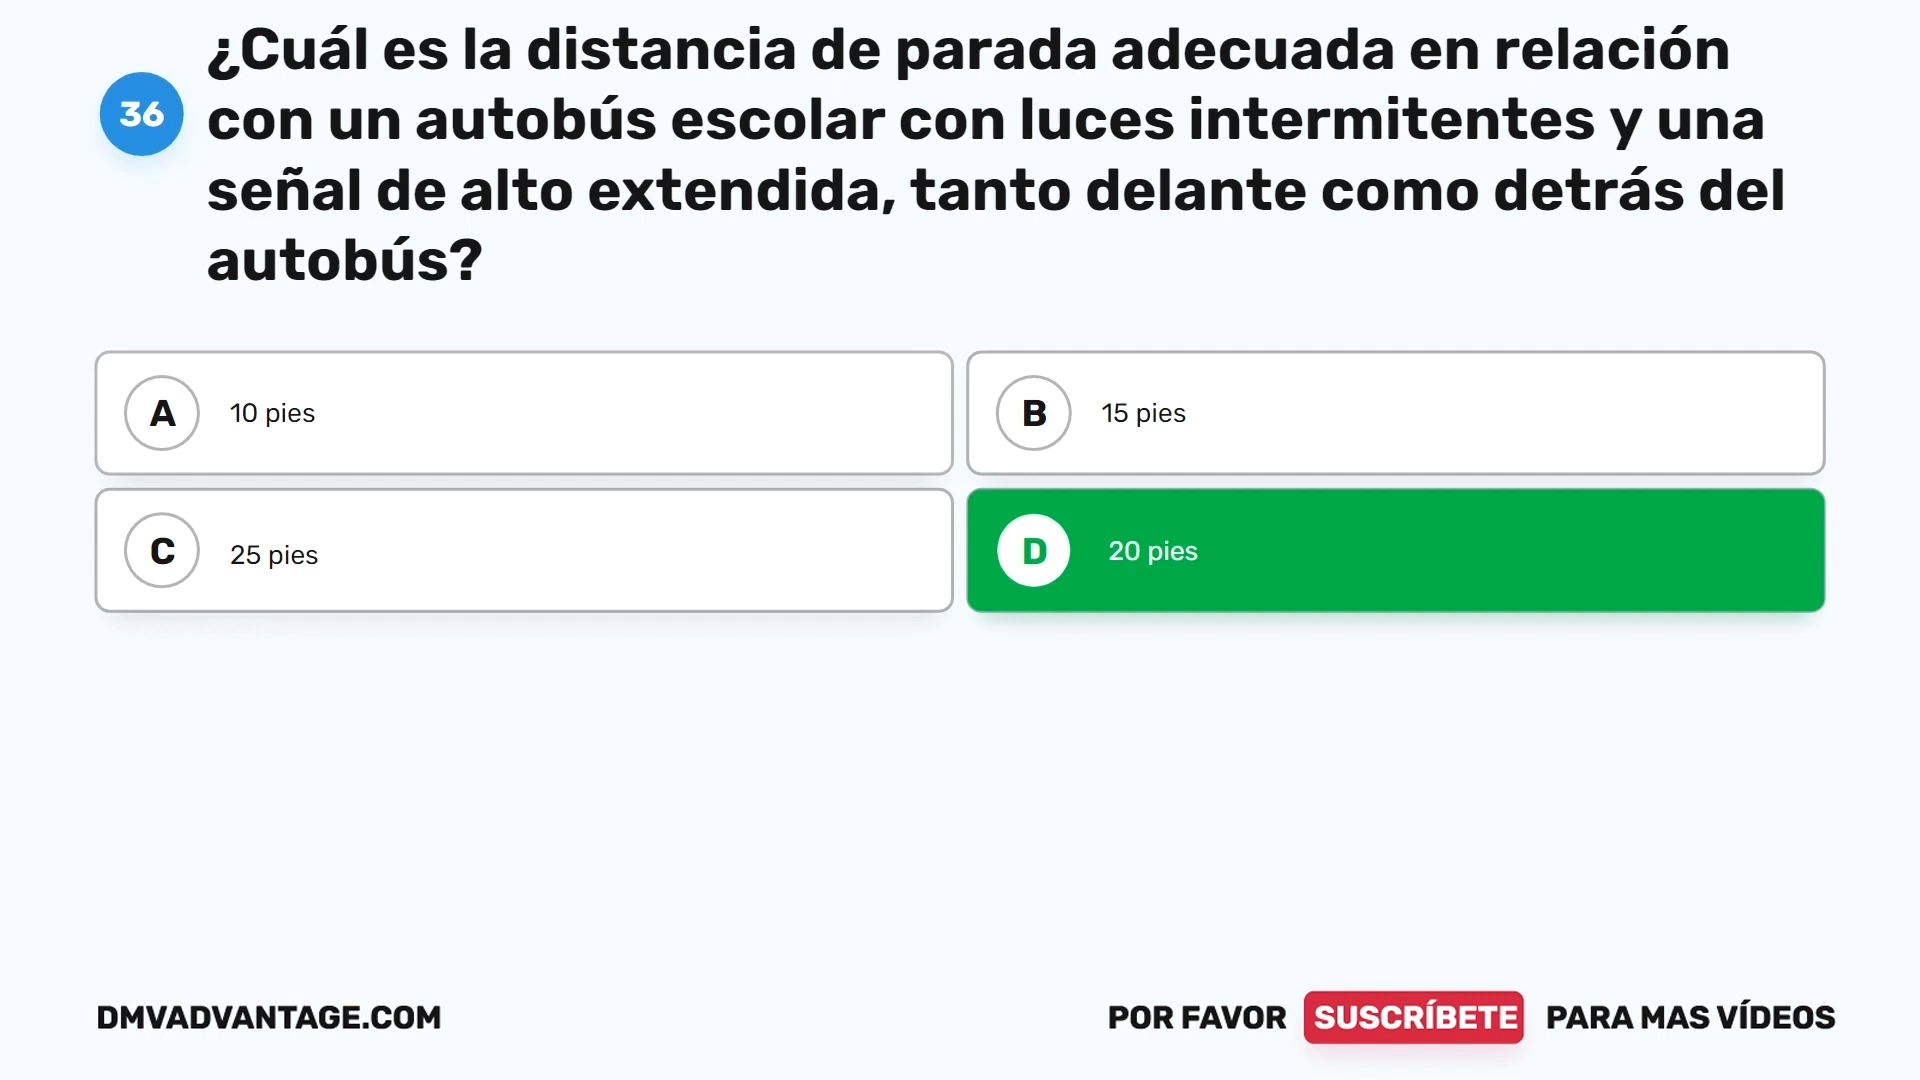 36
¿Cuál es la distancia de parada adecuada en relación
con un autobús escolar con luces intermitentes y una
señal de alto extendida, tanto delante como detrás del
autobús?
A 10 pies
B 15 pies
C 25 pies
D 20 pies
DMVADVANTAGE.COM
POR FAVOR SUSCRÍBETE PARA MAS VÍDEOS